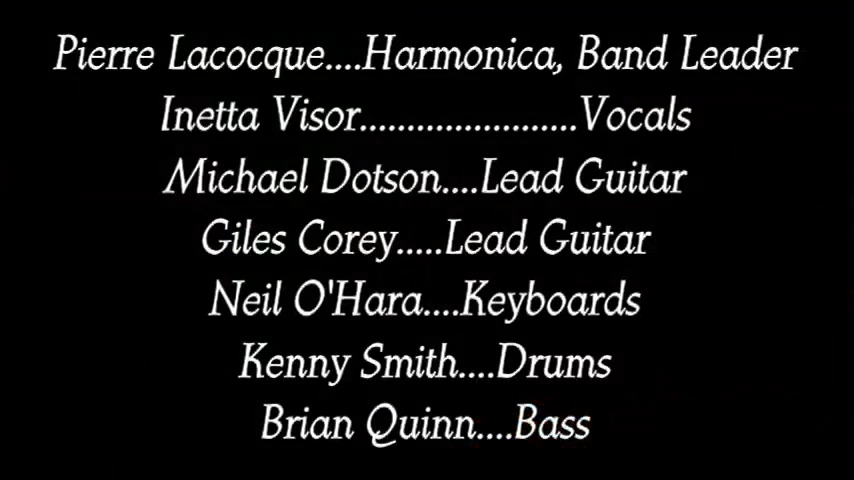 Pierre Lacocque....Harmonica, Band Leader
Inetta Visor.......................Vocals
Michael Dotson....Lead Guitar
Giles Corey.....Lead Guitar
Neil O'Hara....Keyboards
Kenny Smith....Drums
Brian Quinn....Bass